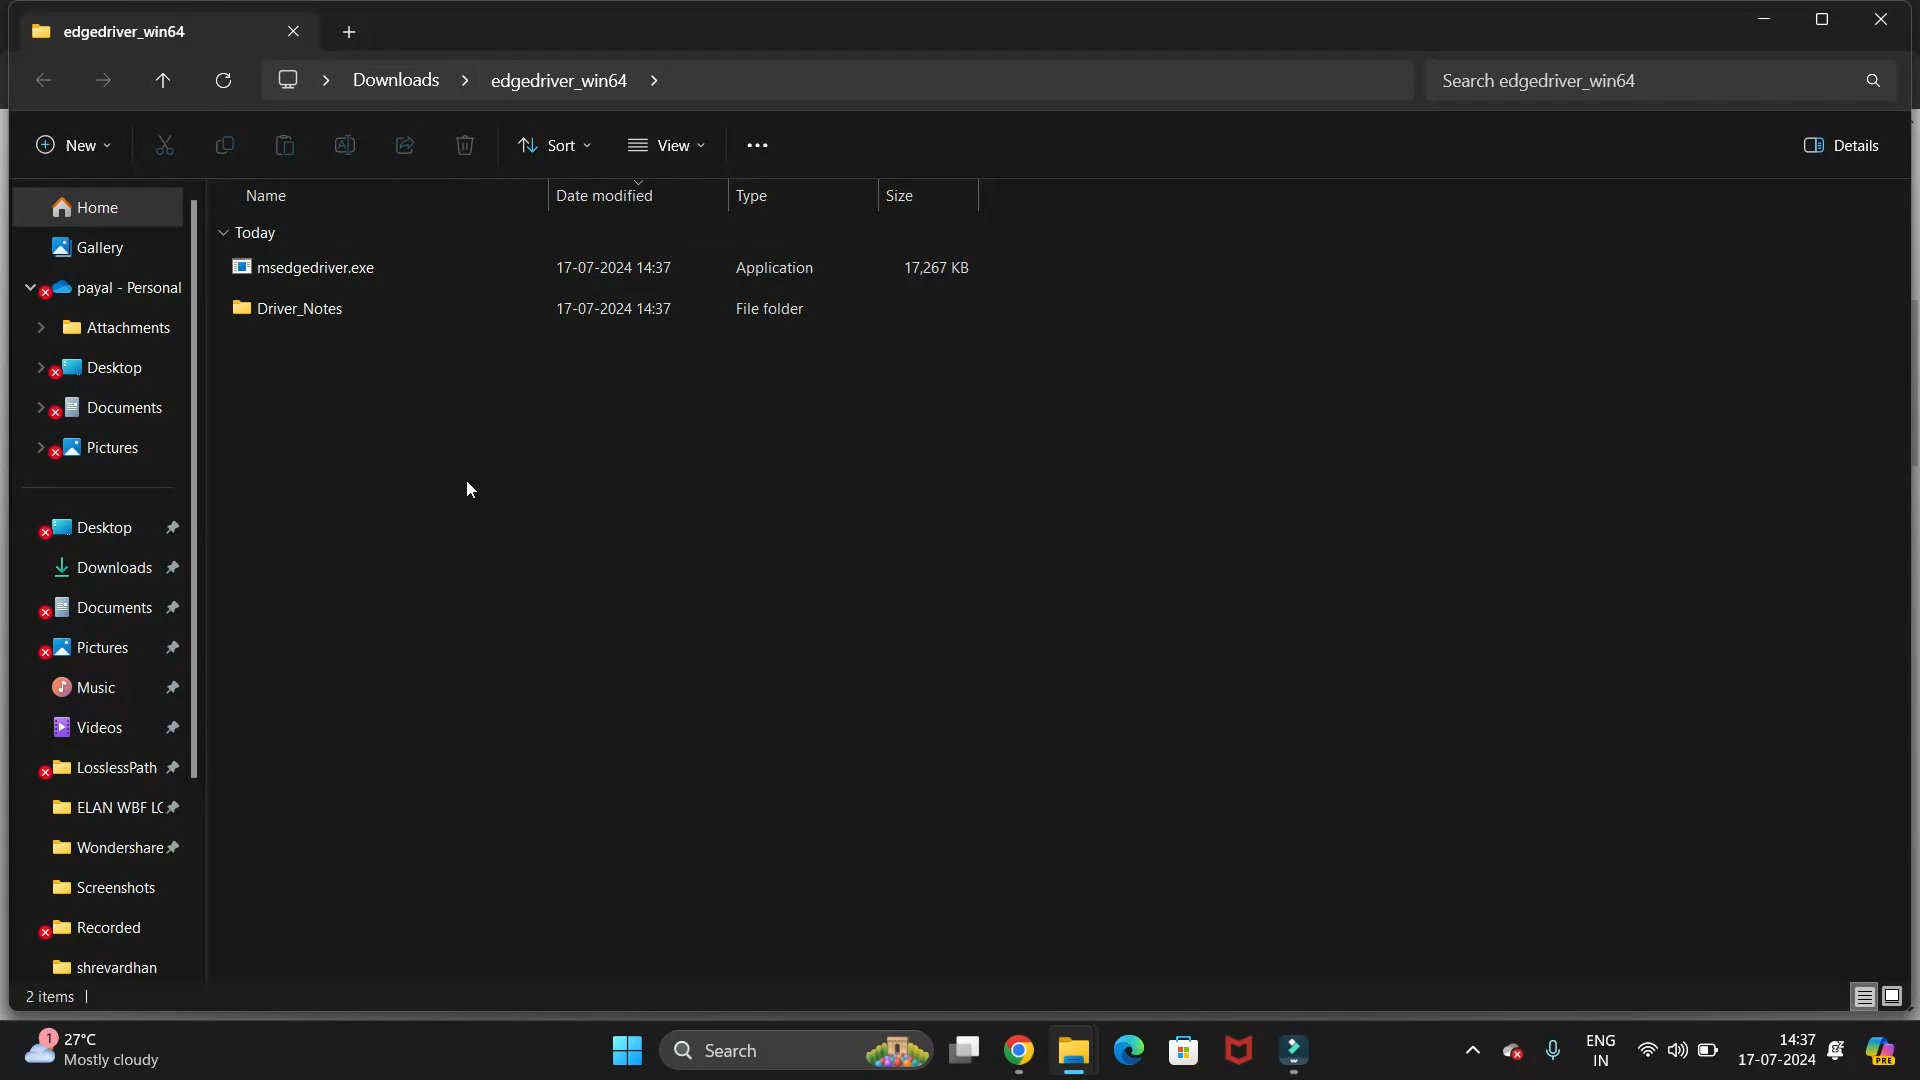 edgedriver_win64
Downloads
edgedriver_win64
Search edgedriver_win64
New
Sort
View
Details
Name
Date modified
Type
Size
Today
msedgedriver.exe
17-07-2024 14:37
Application
17,267 KB
Driver_Notes
17-07-2024 14:37
File folder
Home
Gallery
payal - Personal
Attachments
Desktop
Documents
Pictures
Desktop
Downloads
Documents
Pictures
Music
Videos
LosslessPath
ELAN WBF LC
Wondershare
Screenshots
Recorded
shrevardhan
2 items
1
27°C
Mostly cloudy
Search
ENG
IN
14:37
17-07-2024
PRE